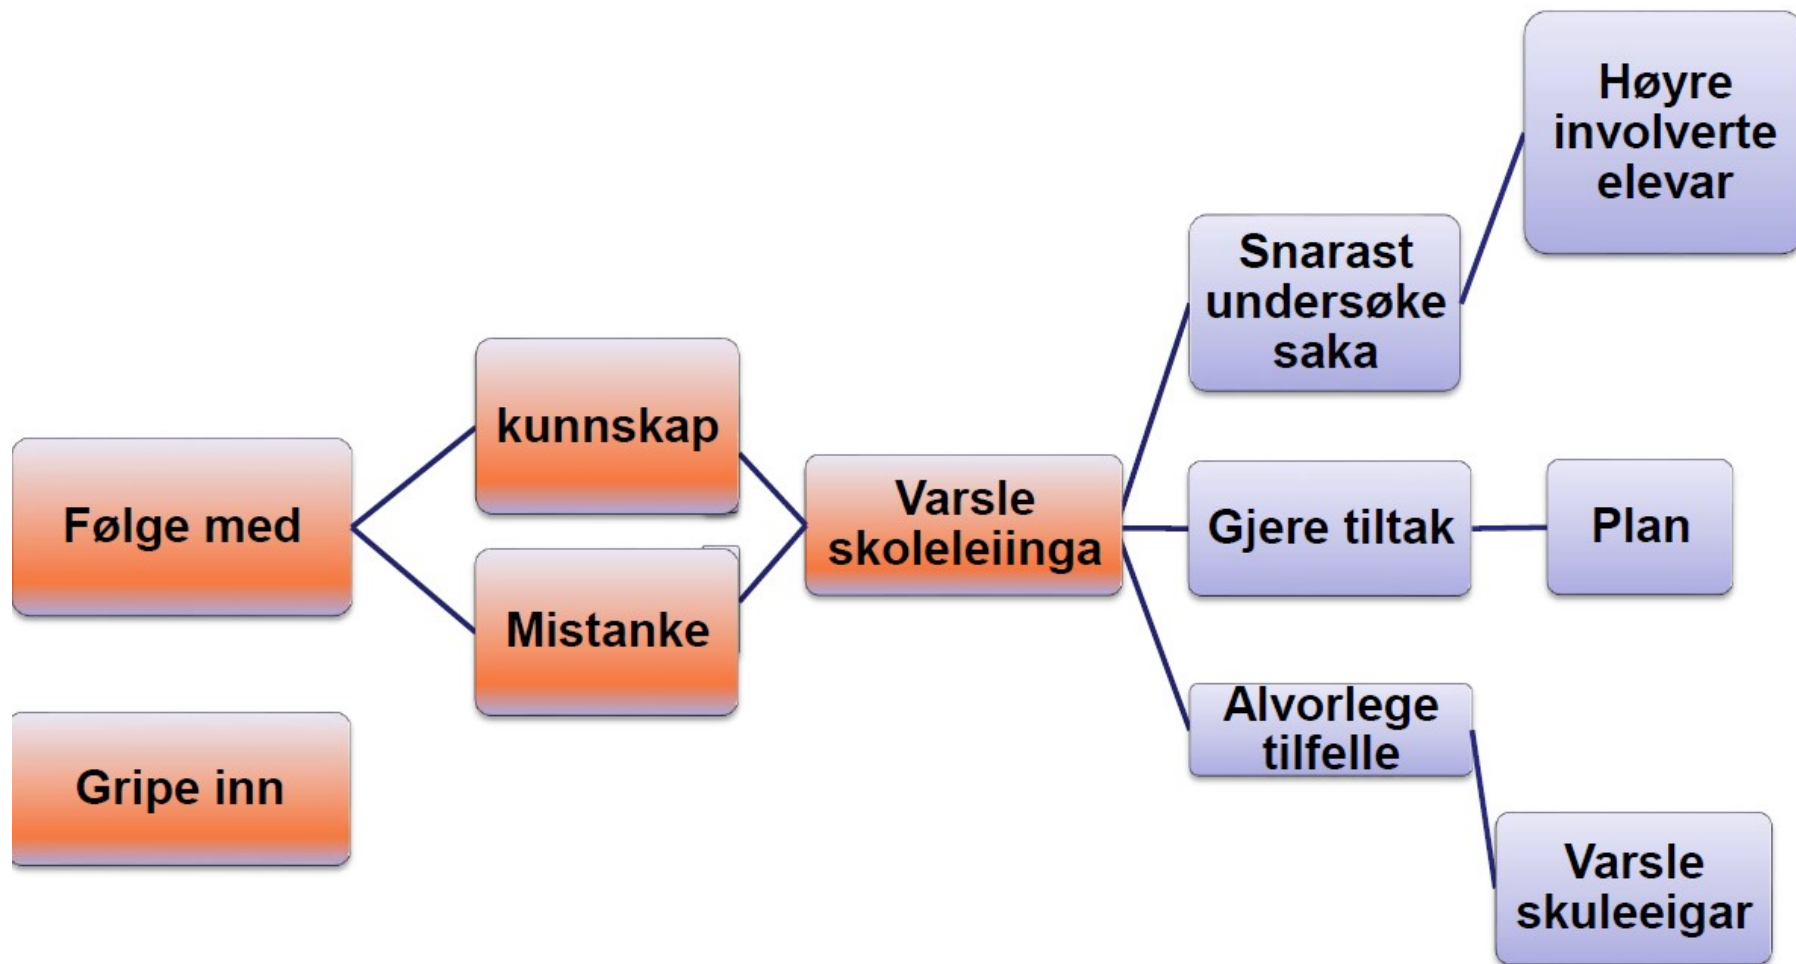 Følge med
Gripe inn
kunnskap
Mistanke
Varsle
skoleleiinga
Snarast
undersøke
saka
Høyre
involverte
elevar
Gjere tiltak
Plan
Alvorlege
tilfelle
Varsle
skuleeigar